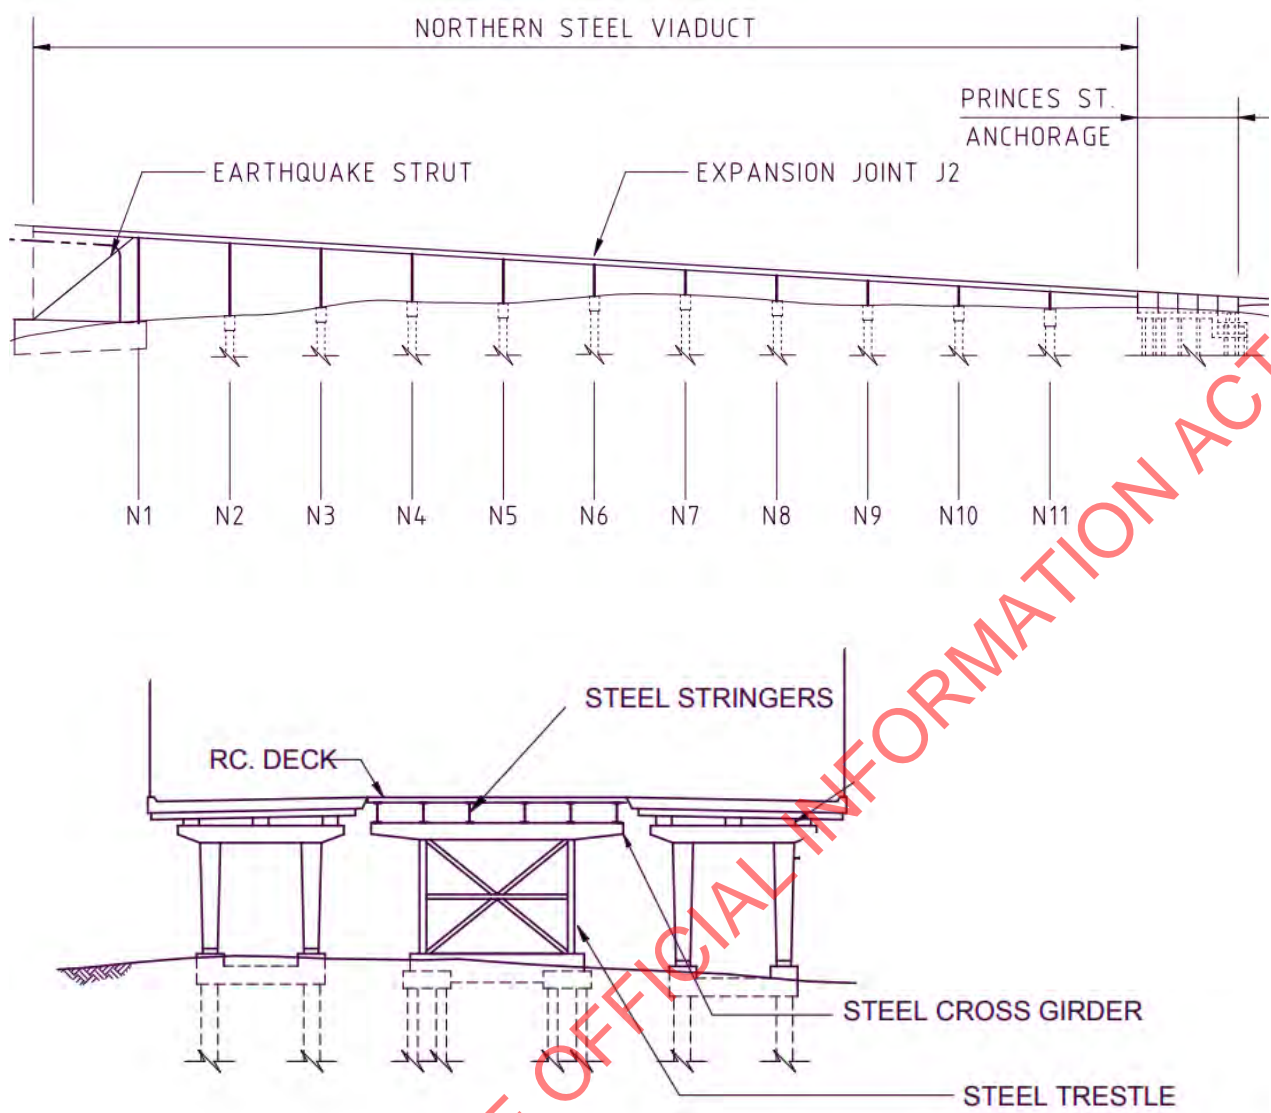 NORTHERN STEEL VIADUCT
PRINCES ST.
ANCHORAGE
EARTHQUAKE STRUT
EXPANSION JOINT J2
N1 N2 N3 N4 N5 N6 N7 N8 N9 N10 N11
STEEL STRINGERS
RC. DECK
STEEL CROSS GIRDER
STEEL TRESTLE
OFFICIAL INFORMATION ACT